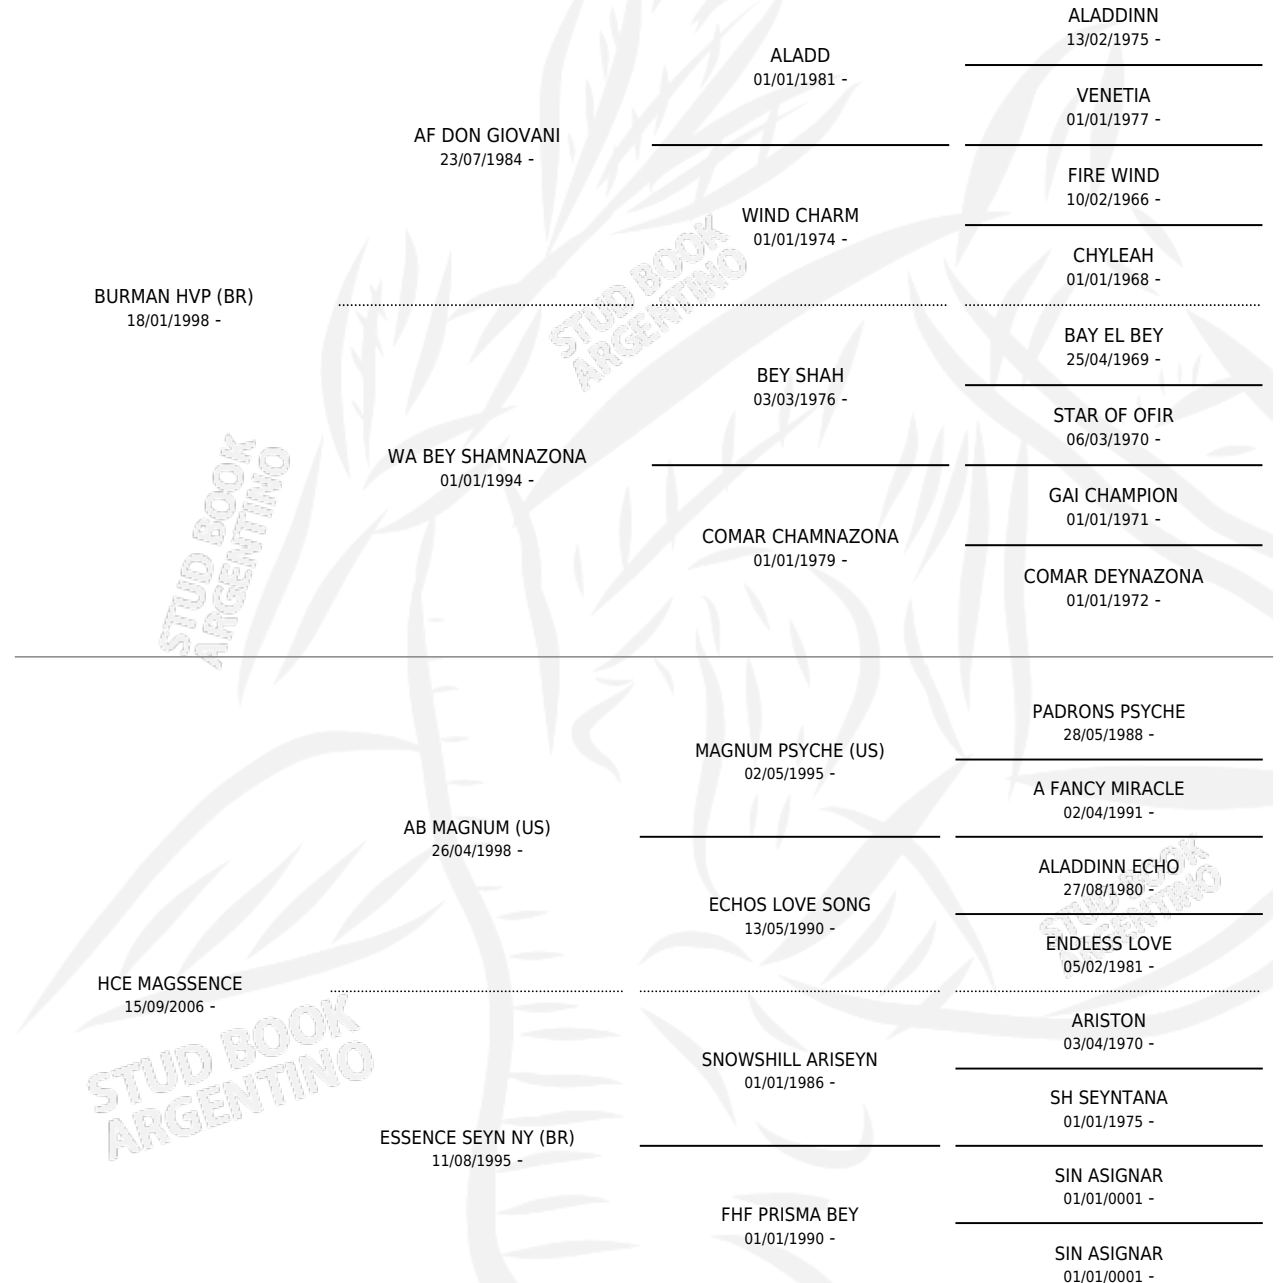 ALADDINN
13/02/1975 -
ALADD
01/01/1981 -
VENETIA
01/01/1977 -
AF DON GIOVANI
23/07/1984 -
FIRE WIND
10/02/1966 -
WIND CHARM
01/01/1974 -
CHYLEAH
01/01/1968 -
BURMAN HVP (BR)
18/01/1998 -
BAY EL BEY
25/04/1969 -
BEY SHAH
03/03/1976 -
STAR OF OFIR
06/03/1970 -
WA BEY SHAMNAZONA
01/01/1994 -
GAI CHAMPION
01/01/1971 -
COMAR CHAMNAZONA
01/01/1979 -
COMAR DEYNAZONA
01/01/1972 -
STUD BOOK
ARGENTINO
STUD BOOK
ARGENTINO
PADRONS PSYCHE
28/05/1988 -
MAGNUM PSYCHE (US)
02/05/1995 -
A FANCY MIRACLE
02/04/1991 -
AB MAGNUM (US)
26/04/1998 -
ALADDINN ECHO
27/08/1980 -
ECHOS LOVE SONG
13/05/1990 -
ENDLESS LOVE
05/02/1981 -
HCE MAGSSENCE
15/09/2006 -
ARISTON
03/04/1970 -
SNOWSHILL ARISEYN
01/01/1986 -
SH SEYNTANA
01/01/1975 -
ESSENCE SEYN NY (BR)
11/08/1995 -
SIN ASIGNAR
01/01/0001 -
FHF PRISMA BEY
01/01/1990 -
SIN ASIGNAR
01/01/0001 -
STUD BOOK
ARGENTINO
STUD BOOK
ARGENTINO